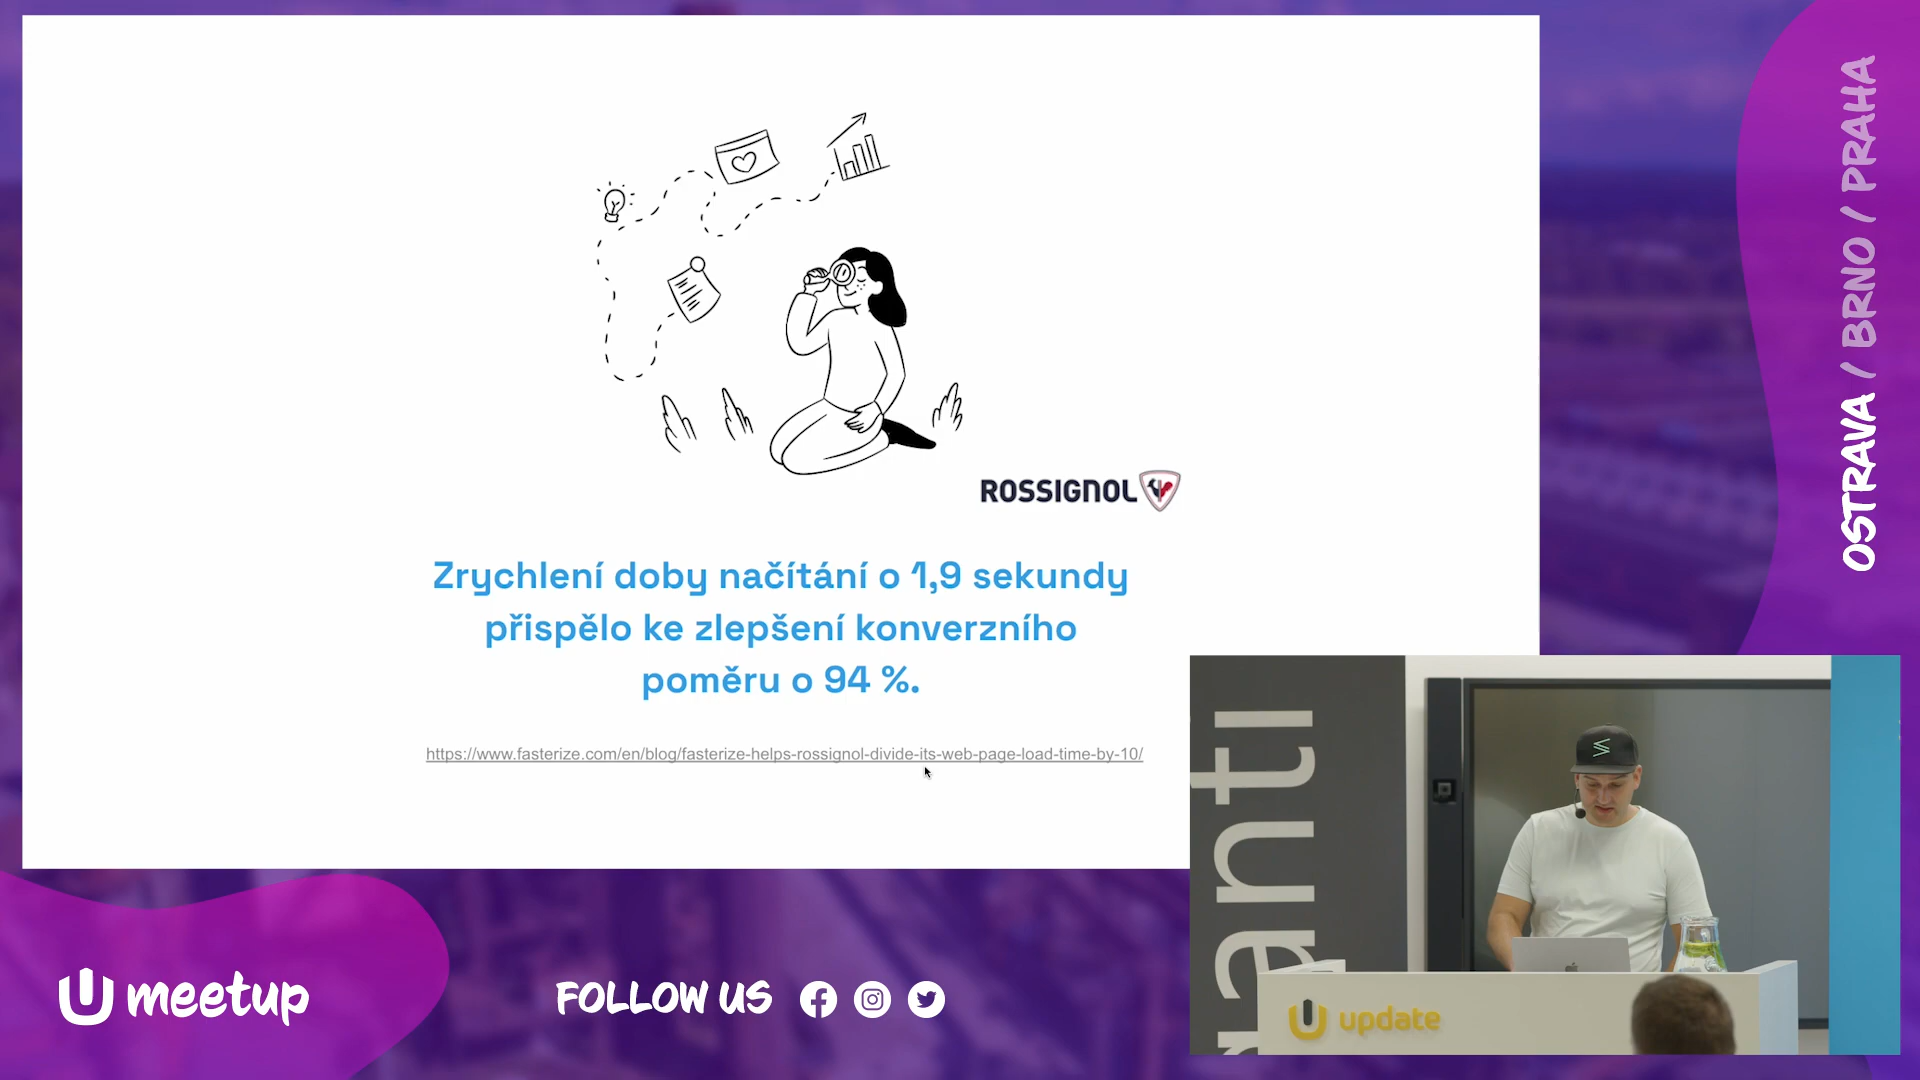 ROSSIGNOL
Zrychlení doby načítání o 1,9 sekundy
přispělo ke zlepšení konverzního
poměru o 94 %.
https://www.fasterize.com/en/blog/fasterize-helps-rossignol-divide-its-web-page-load-time-by-10/
OSTRAVA / BRNO / PRAHA
anti
update
meetup
FOLLOW US